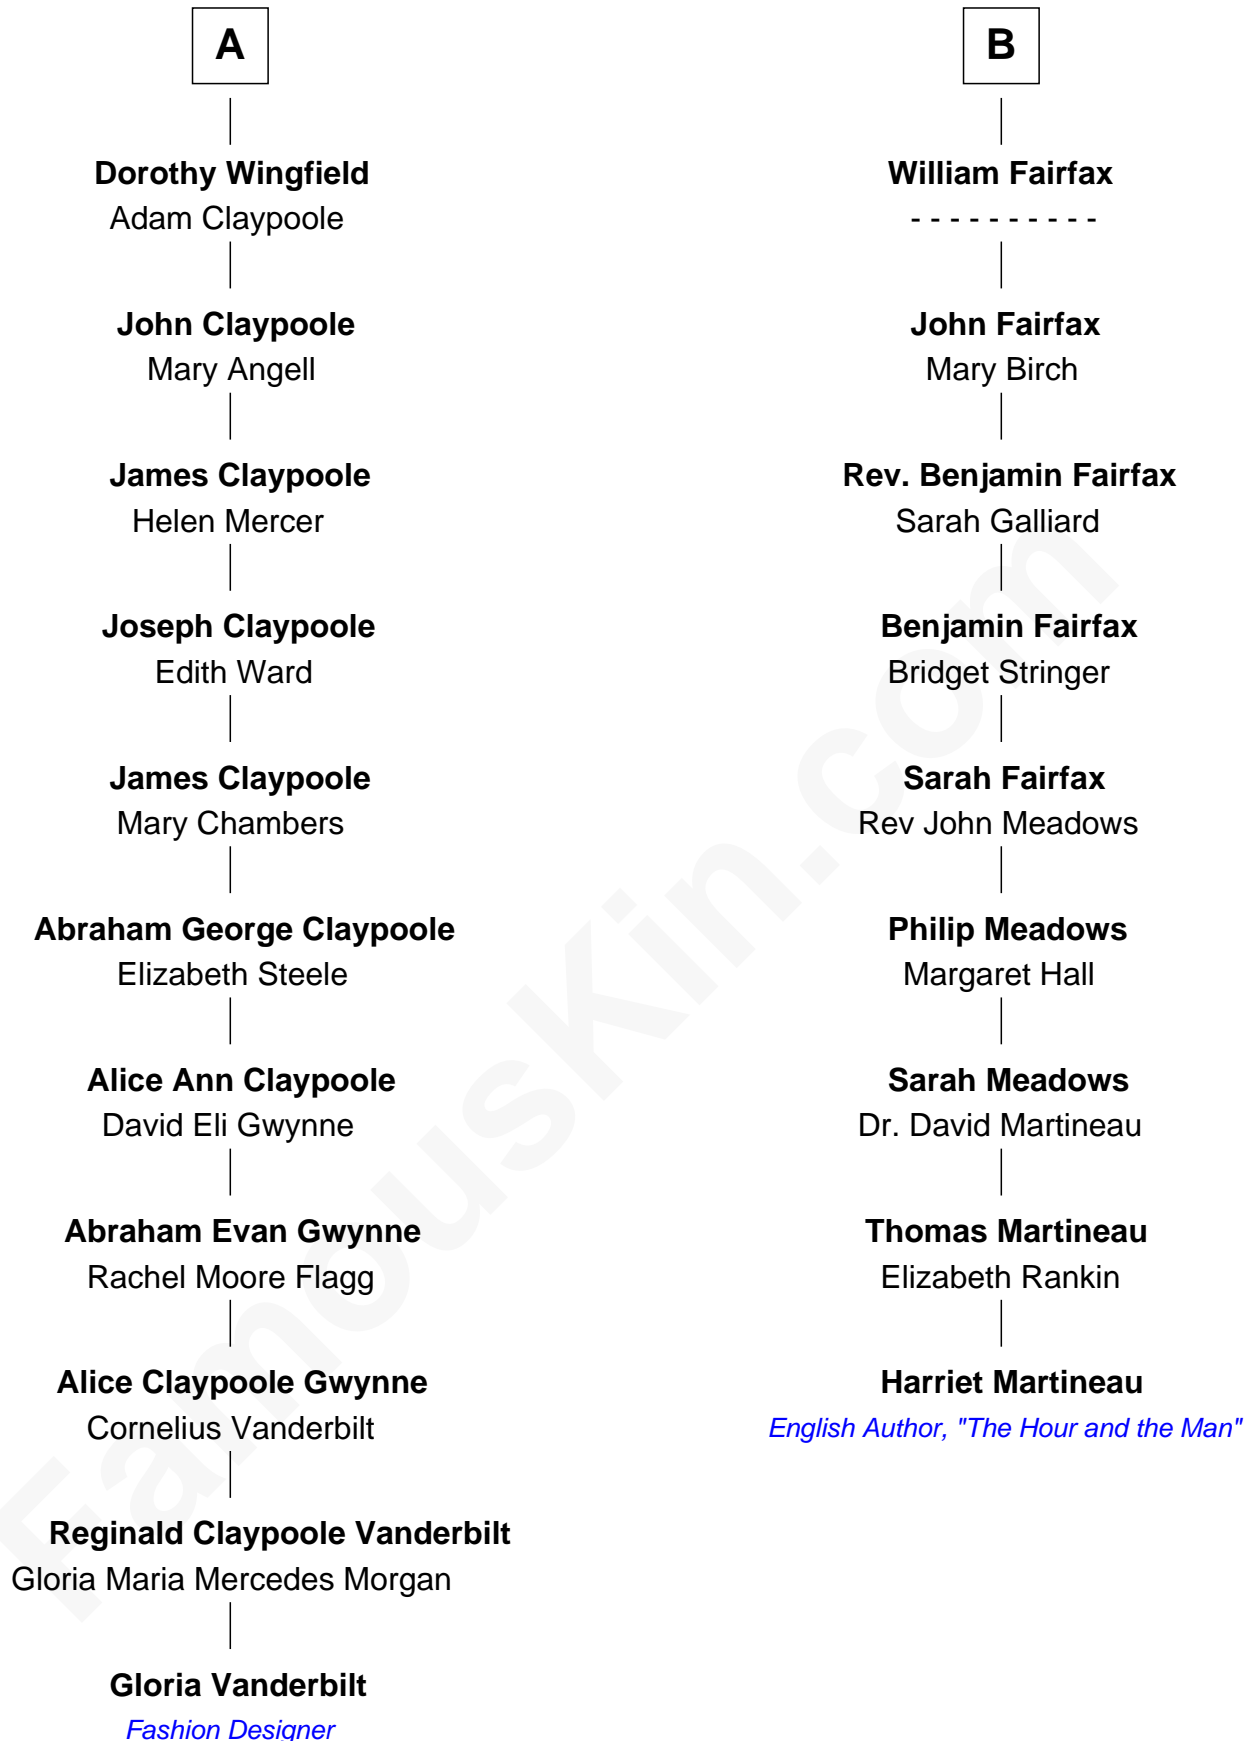 A
Dorothy Wingfield
Adam Claypoole
John Claypoole
Mary Angell
James Claypoole
Helen Mercer
Joseph Claypoole
Edith Ward
James Claypoole
Mary Chambers
Abraham George Claypoole
Elizabeth Steele
Alice Ann Claypoole
David Eli Gwynne
Abraham Evan Gwynne
Rachel Moore Flagg
Alice Claypoole Gwynne
Cornelius Vanderbilt
Reginald Claypoole Vanderbilt
Gloria Maria Mercedes Morgan
Gloria Vanderbilt
Fashion Designer
B
William Fairfax
- - - - - - - - - -
John Fairfax
Mary Birch
Rev. Benjamin Fairfax
Sarah Galliard
Benjamin Fairfax
Bridget Stringer
Sarah Fairfax
Rev John Meadows
Philip Meadows
Margaret Hall
Sarah Meadows
Dr. David Martineau
Thomas Martineau
Elizabeth Rankin
Harriet Martineau
English Author, "The Hour and the Man"
FamousKin.com